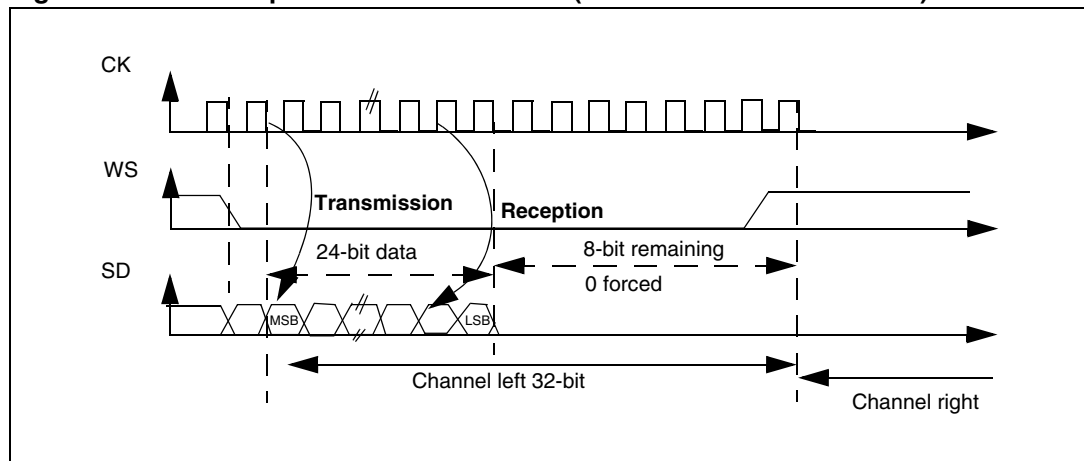 CK
WS
Transmission
Reception
24-bit data
8-bit remaining
0 forced
SD
MSB
LSB
Channel left 32-bit
Channel right